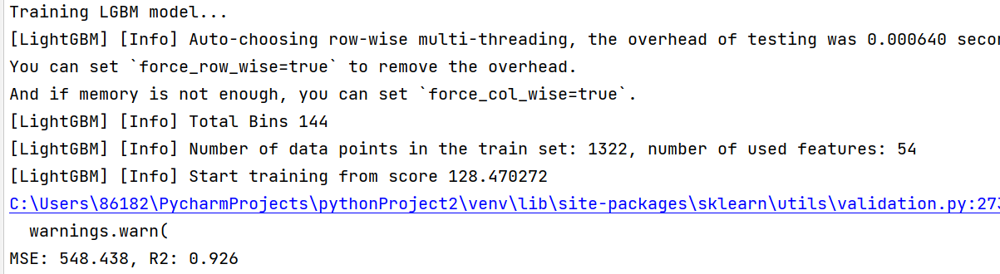 Training LGBM model...
[LightGBM] [Info] Auto-choosing row-wise multi-threading, the overhead of testing was 0.000640
You can set `force_row_wise=true` to remove the overhead.
And if memory is not enough, you can set `force_col_wise=true`.
[LightGBM] [Info] Total Bins 144
[LightGBM] [Info] Number of data points in the train set: 1322, number of used features: 54
[LightGBM] [Info] Start training from score 128.470272
C:\Users\86182\PycharmProjects\pythonProject2\venv\lib\site-packages\sklearn\utils\validation.py:273
  warnings.warn(
MSE: 548.438, R2: 0.926